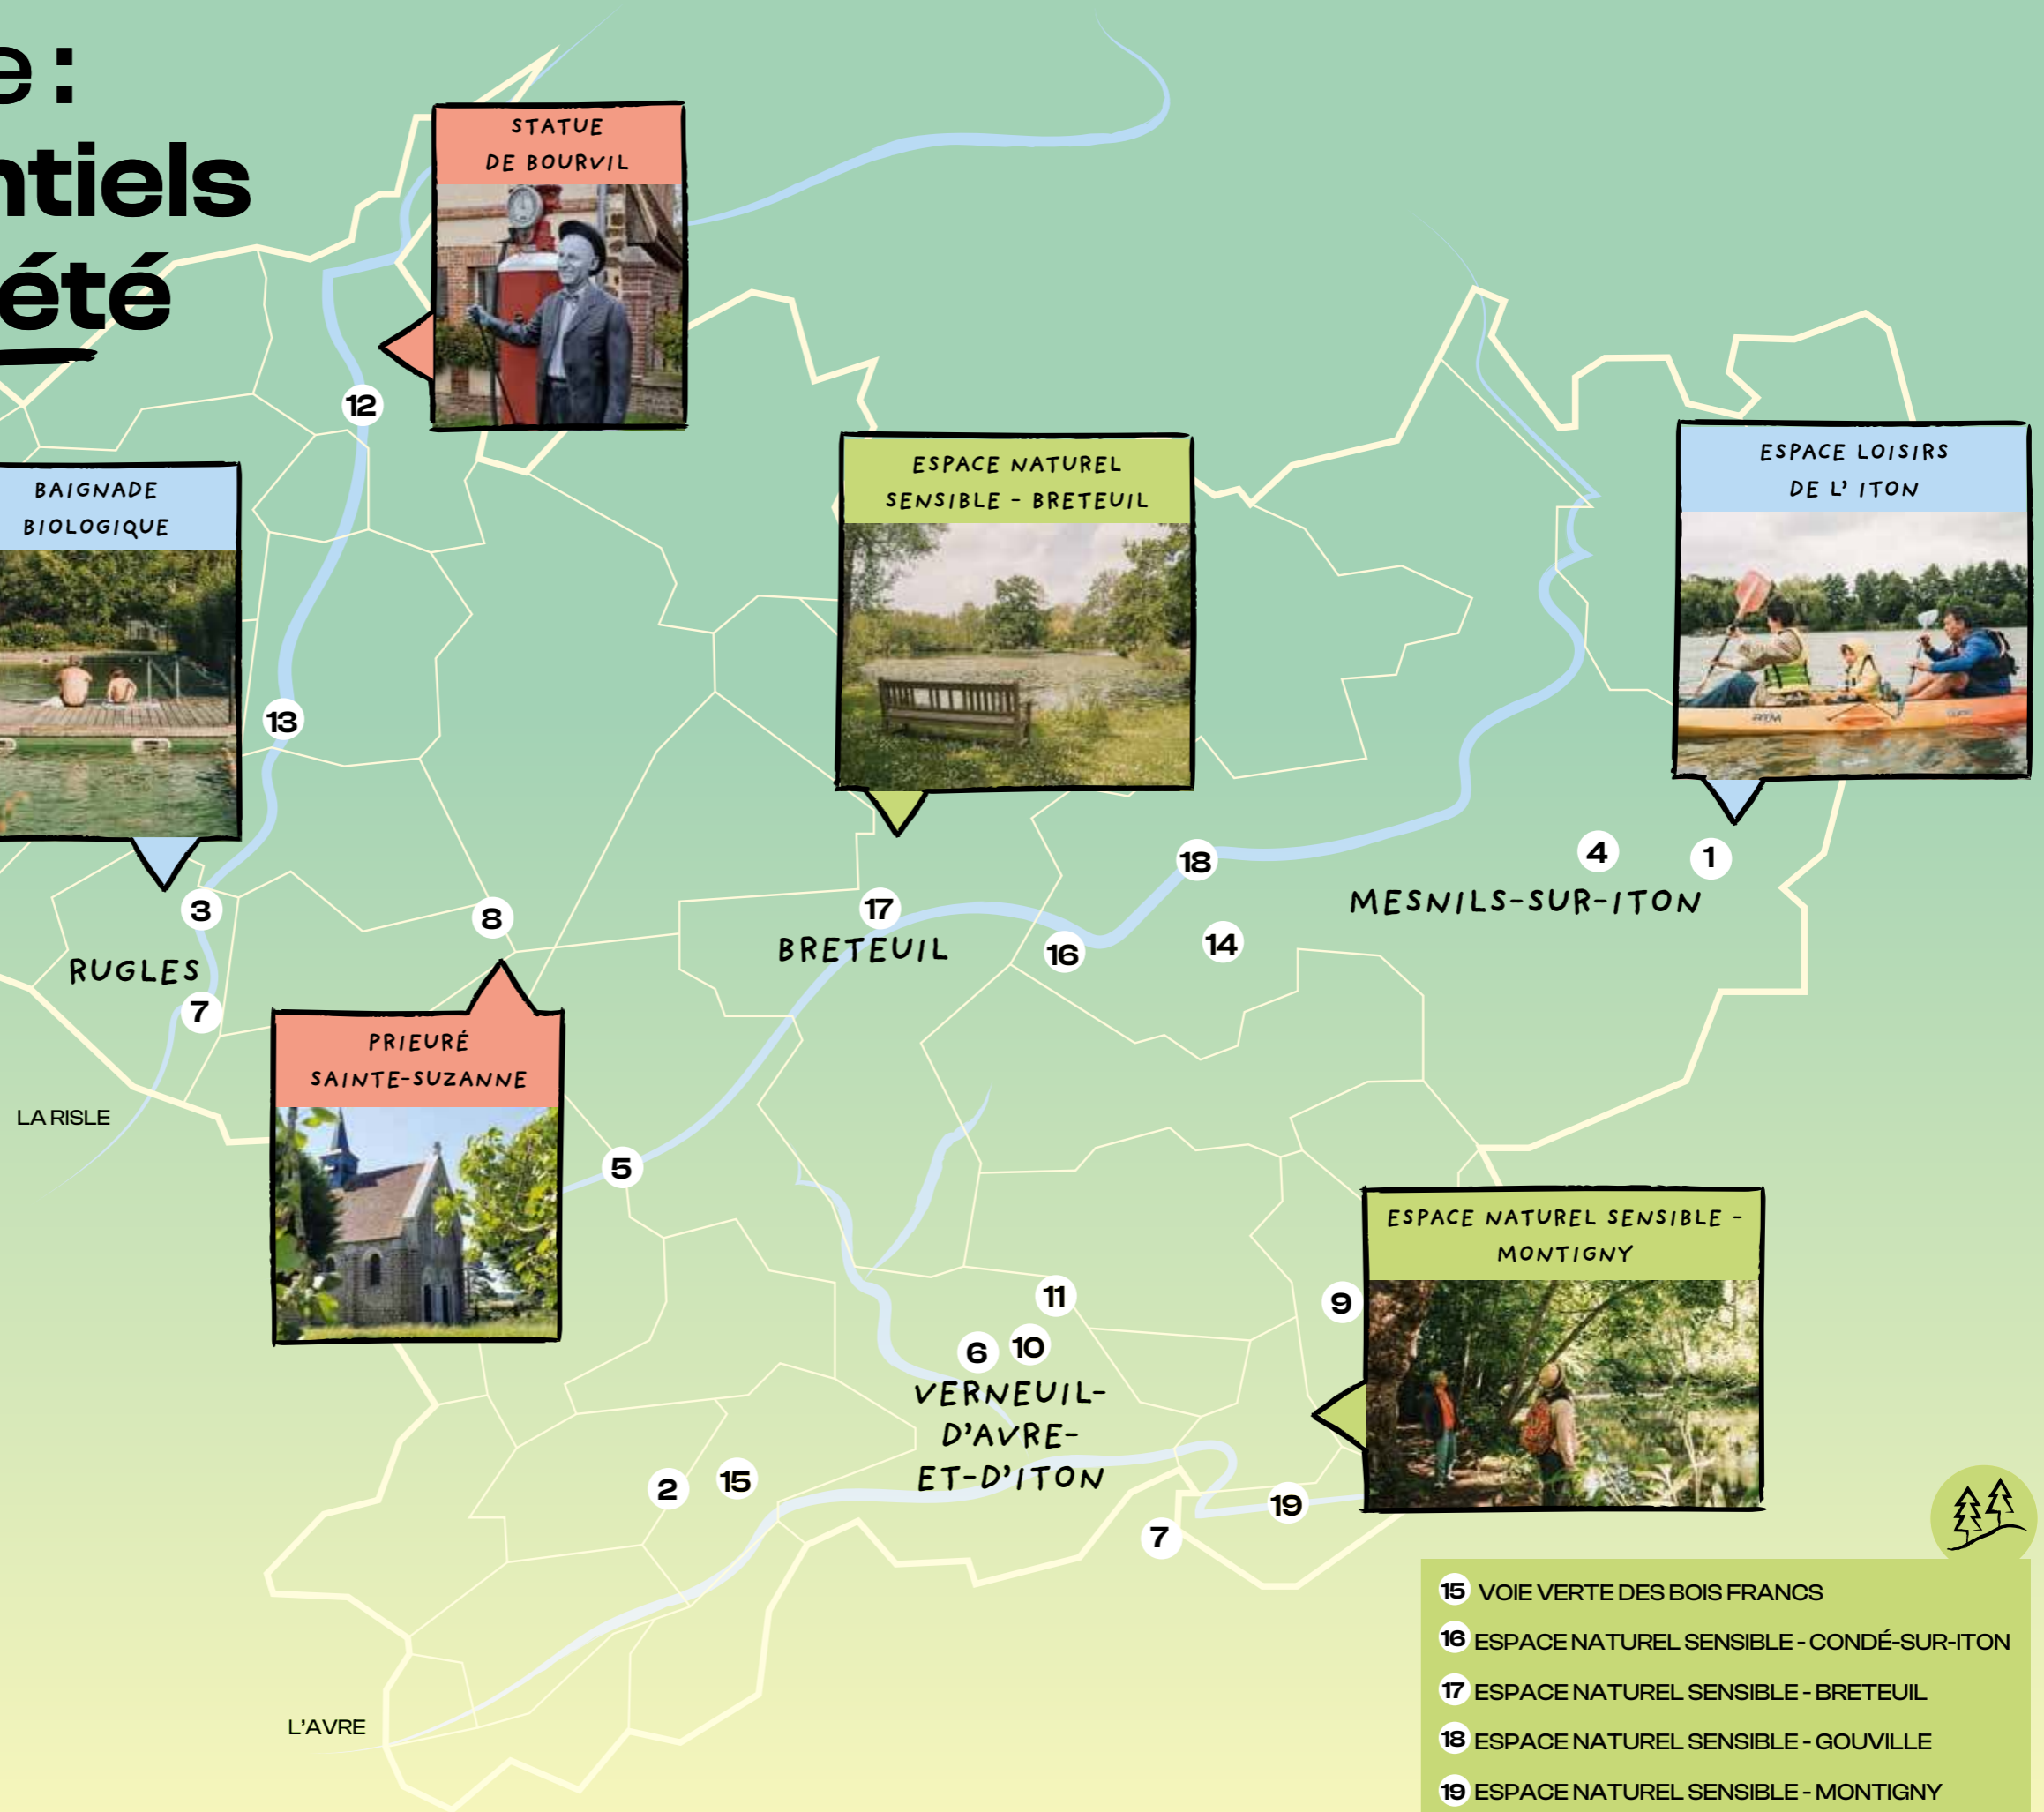 e :
ntiels
été
STATUE
DE BOURVIL
12
BAIGNADE
BIOLOGIQUE
ESPACE NATUREL
SENSIBLE - BRETEUIL
ESPACE LOISIRS
DE L' ITON
RTM
13
3
RUGLES
7
8
17
BRETEUIL
18
16
14
4
1
MESNILS-SUR-ITON
PRIEURÉ
SAINTE-SUZANNE
LA RISLE
5
ESPACE NATUREL SENSIBLE -
MONTIGNY
9
11
6
10
VERNEUIL-
D'AVRE-
ET-D'ITON
2
15
19
7
L'AVRE
15 VOIE VERTE DES BOIS FRANCS
16 ESPACE NATUREL SENSIBLE - CONDÉ-SUR-ITON
17 ESPACE NATUREL SENSIBLE - BRETEUIL
18 ESPACE NATUREL SENSIBLE - GOUVILLE
19 ESPACE NATUREL SENSIBLE - MONTIGNY